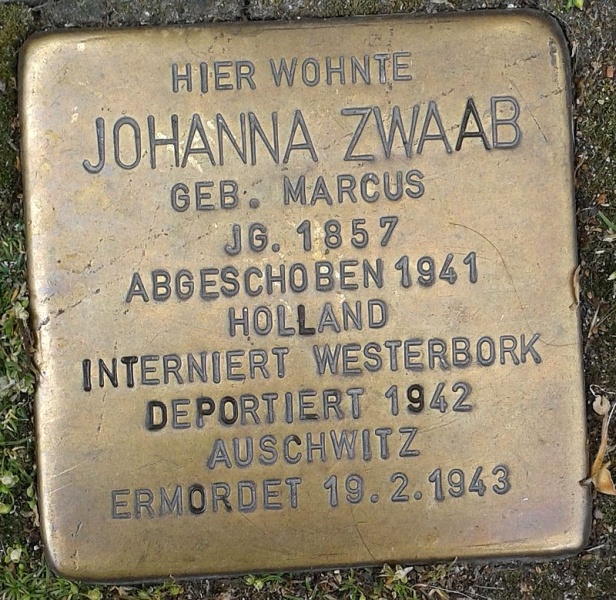 HIER WOHNTE
JOHANNA ZWAAB
GEB. MARCUS
JG. 1857
ABGESCHOBEN 1941
HOLLAND
INTERNIERT WESTERBORK
DEPORTIERT 1942
AUSCHWITZ
ERMORDET 19.2.1943